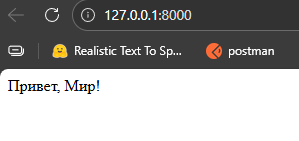 127.0.0.1:8000
Realistic Text To Sp... postman
Привет, Мир!